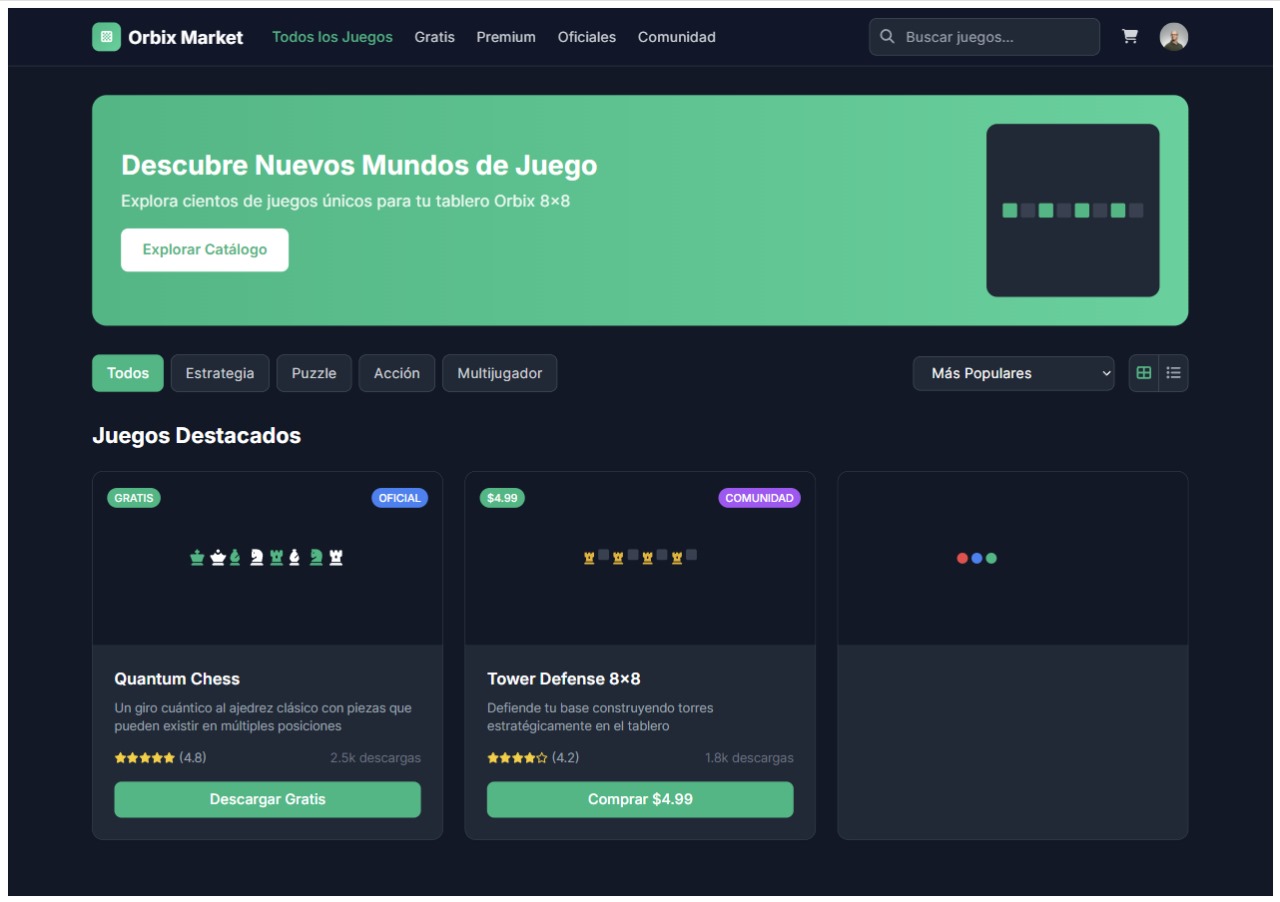 Orbix Market
Todos los Juegos
Gratis
Premium
Oficiales
Comunidad
Buscar juegos...
Descubre Nuevos Mundos de Juego
Explora cientos de juegos únicos para tu tablero Orbix 8×8
Explorar Catálogo
Todos
Estrategia
Puzzle
Acción
Multijugador
Más Populares
Juegos Destacados
GRATIS
OFICIAL
Quantum Chess
Un giro cuántico al ajedrez clásico con piezas que
pueden existir en múltiples posiciones
(4.8)
2.5k descargas
Descargar Gratis
$4.99
COMUNIDAD
Tower Defense 8×8
Defiende tu base construyendo torres
estratégicamente en el tablero
(4.2)
1.8k descargas
Comprar $4.99